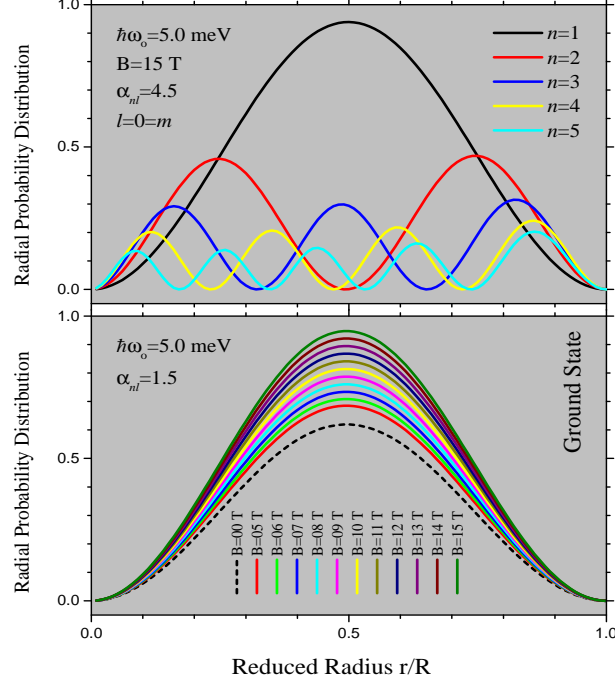 1.0
0.5
0.0
Radial Probability Distribution
ℏω₀=5.0 meV
B=15 T
αₙₗ=4.5
l=0=m
n=1
n=2
n=3
n=4
n=5
1.0
0.5
0.0
Radial Probability Distribution
ℏω₀=5.0 meV
αₙₗ=1.5
Ground State
B=00 T
B=05 T
B=06 T
B=07 T
B=08 T
B=09 T
B=10 T
B=11 T
B=12 T
B=13 T
B=14 T
B=15 T
0.0 0.5 1.0
Reduced Radius r/R